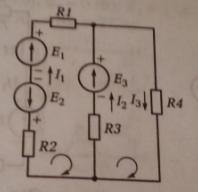 R1
+
E1
− I1
E2
+
R2
+
E3
− I2
R3
I3
R4